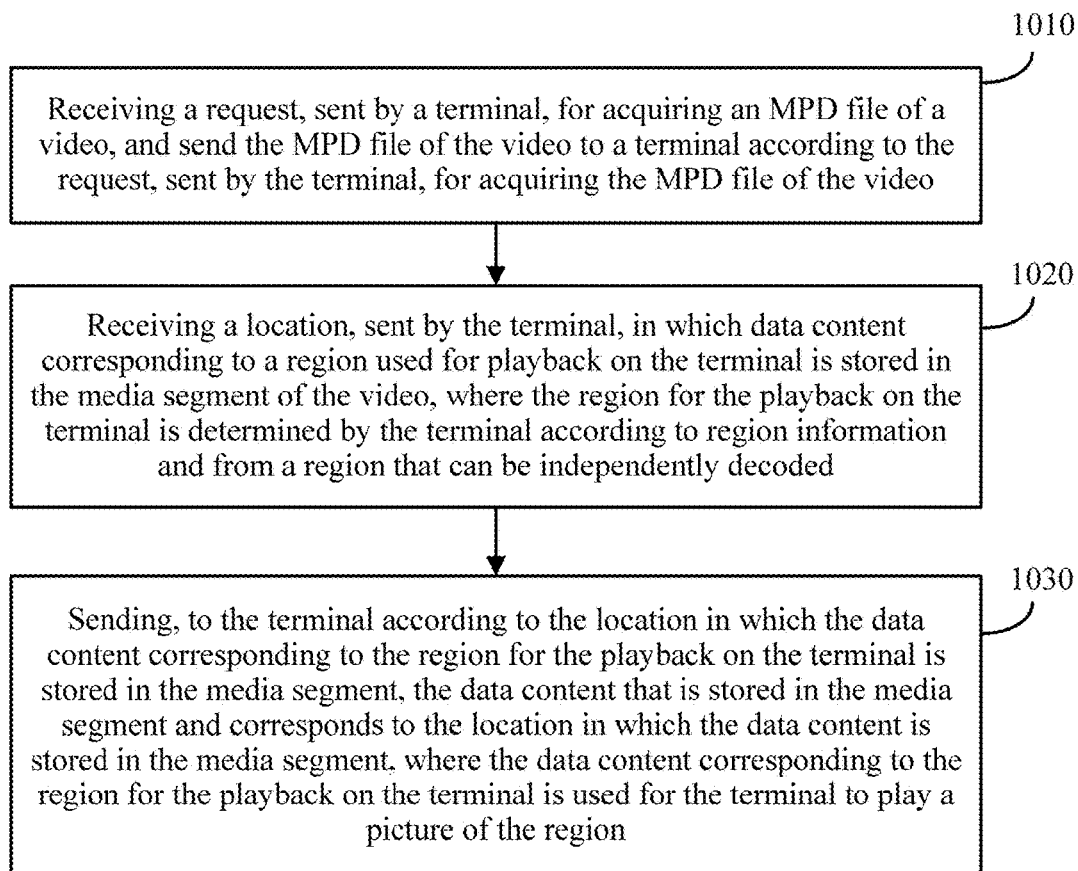 1010
Receiving a request, sent by a terminal, for acquiring an MPD file of a
video, and send the MPD file of the video to a terminal according to the
request, sent by the terminal, for acquiring the MPD file of the video
1020
Receiving a location, sent by the terminal, in which data content
corresponding to a region used for playback on the terminal is stored in
the media segment of the video, where the region for the playback on the
terminal is determined by the terminal according to region information
and from a region that can be independently decoded
1030
Sending, to the terminal according to the location in which the data
content corresponding to the region for the playback on the terminal is
stored in the media segment, the data content that is stored in the media
segment and corresponds to the location in which the data content is
stored in the media segment, where the data content corresponding to the
region for the playback on the terminal is used for the terminal to play a
picture of the region